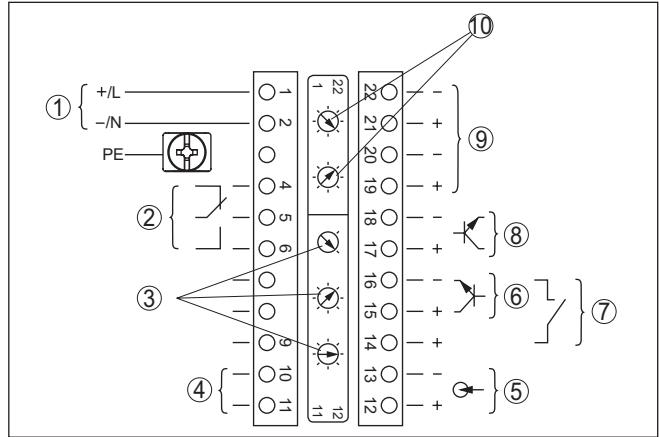 ⑩
1 22
+/L 1 22 −
① ⑨
−/N 2 21 +
PE 20 −
4 19 +
② 5 18 − ⑧
6 17 +
16 − ⑥ ⑦
③ 15 +
9 14 +
④ 10 13 − ⑤
11 12 +
11 12